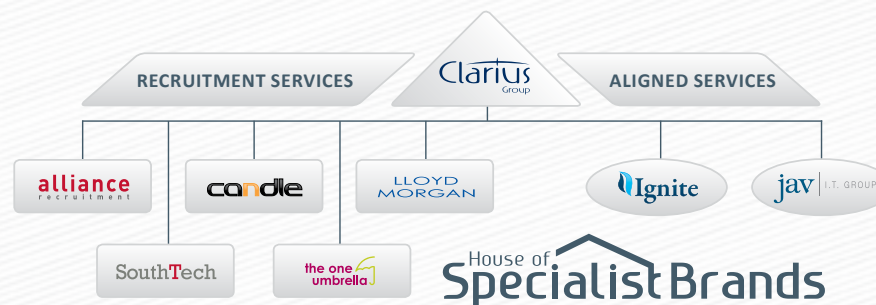 RECRUITMENT SERVICES
Clarius
Group
ALIGNED SERVICES
alliance
recruitment
candle
LLOYD
MORGAN
Ignite
jav I.T. GROUP
SouthTech
the one
umbrella
House of
Specialist Brands